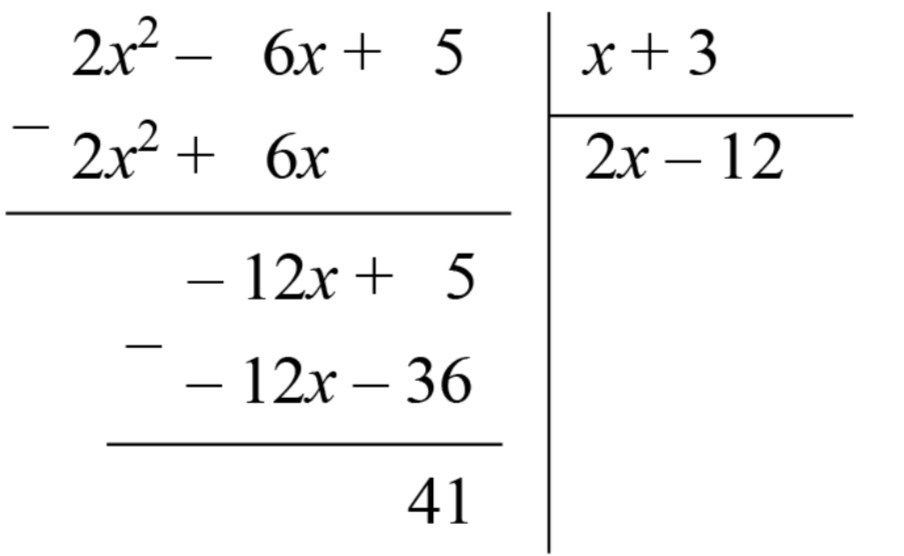 2x² – 6x + 5 x + 3
– 2x² + 6x 2x – 12
– 12x + 5
– – 12x – 36
41